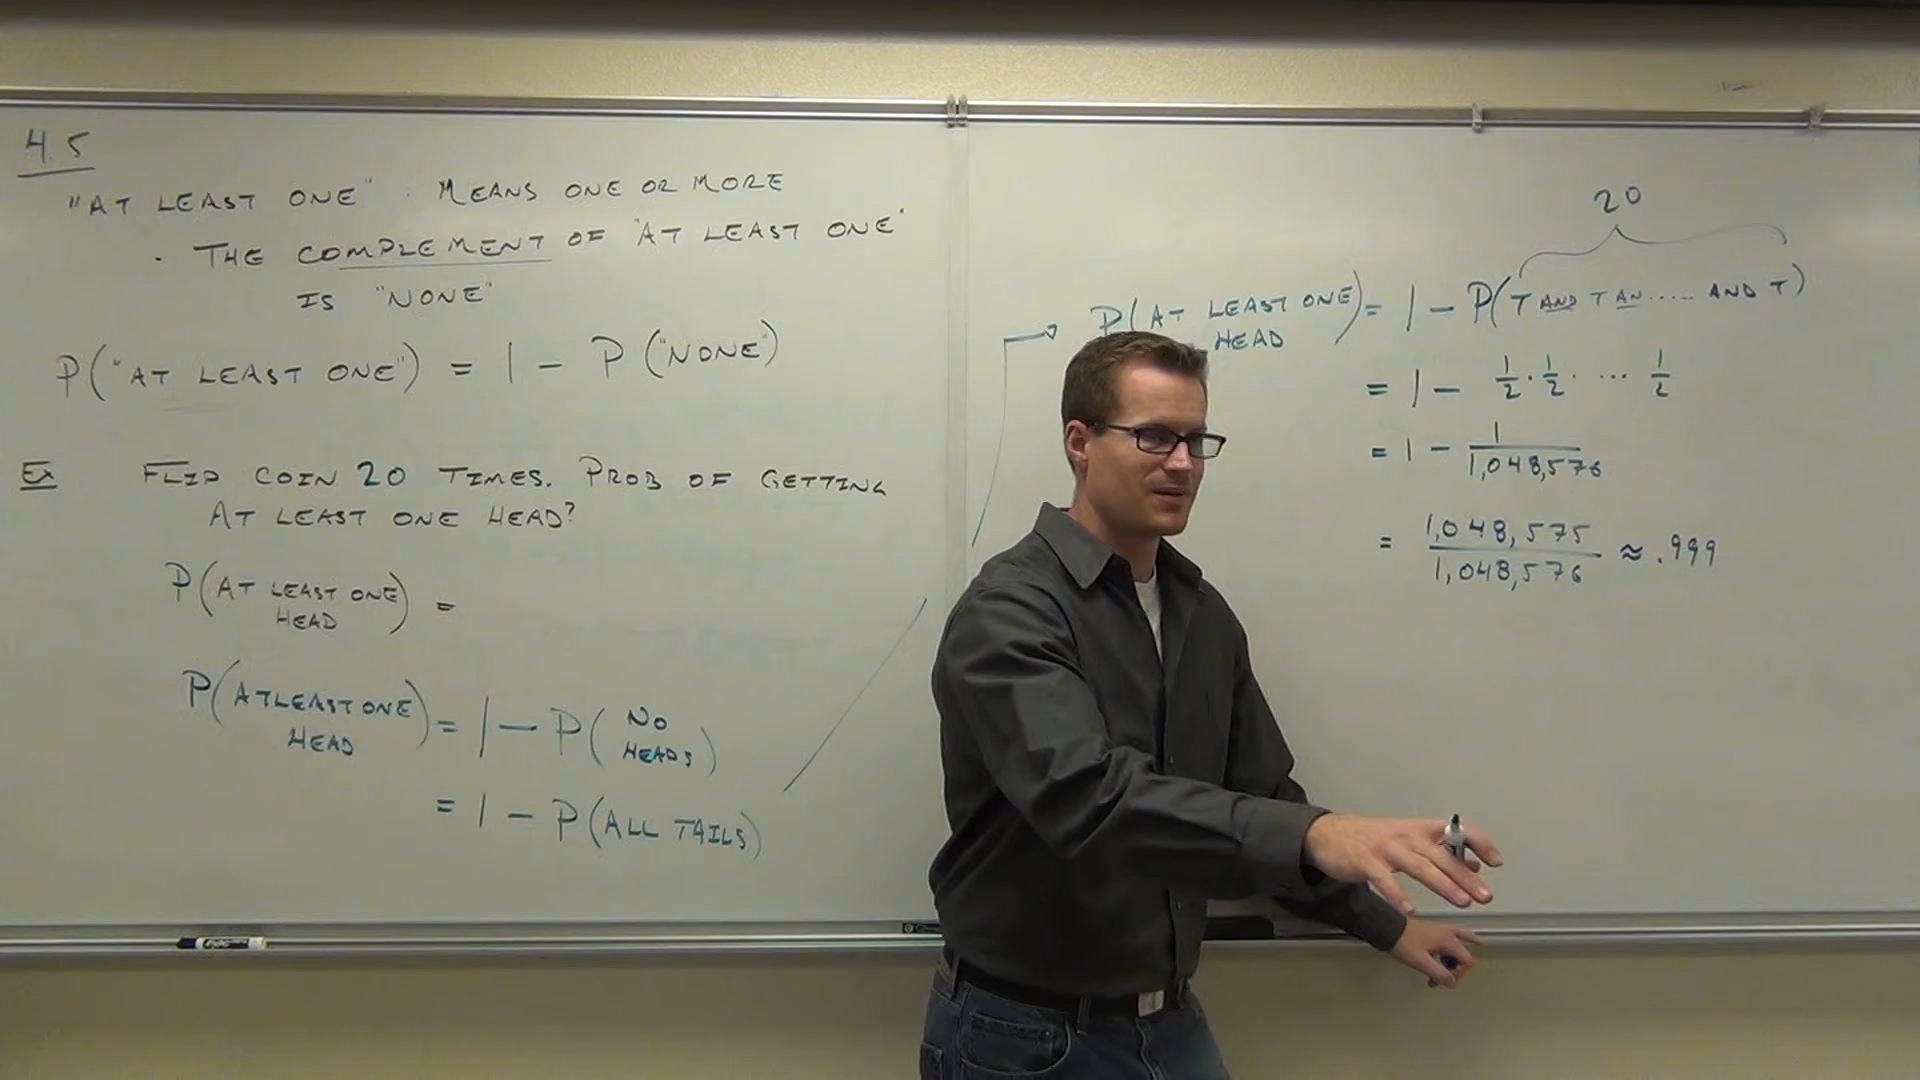 4.5
"AT LEAST ONE" · MEANS ONE OR MORE
· THE COMPLEMENT OF "AT LEAST ONE"
IS "NONE"
P("AT LEAST ONE") = 1 - P("NONE")
Ex FLIP COIN 20 TIMES. PROB OF GETTING
AT LEAST ONE HEAD?
P(AT LEAST ONE HEAD) =
P(AT LEAST ONE HEAD) = 1 - P(NO HEADS)
= 1 - P(ALL TAILS)
20
P(AT LEAST ONE HEAD) = 1 - P(T AND T AN..... AND T)
= 1 - 1/2 · 1/2 · ... 1/2
= 1 - 1/1,048,576
= 1,048,575/1,048,576 ≈ .999